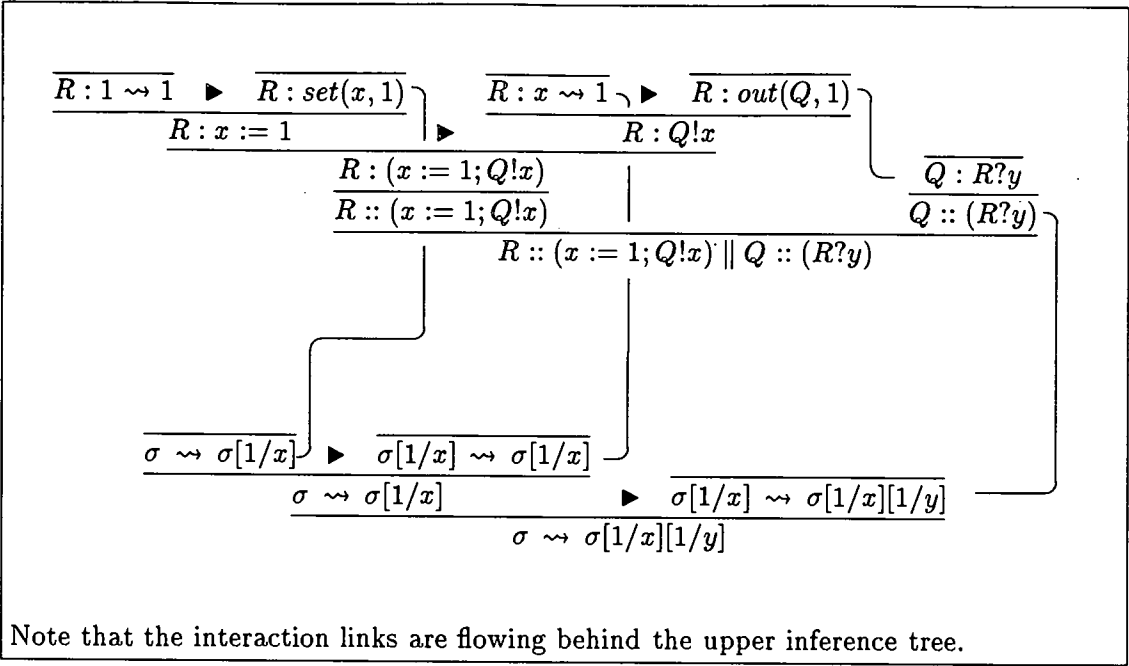 R : 1 ⇝ 1 ▶ R : set(x, 1) R : x ⇝ 1 ▶ R : out(Q, 1)
R : x := 1 ▶ R : Q!x
R : (x := 1; Q!x) Q : R?y
R :: (x := 1; Q!x) Q :: (R?y)
R :: (x := 1; Q!x) || Q :: (R?y)
σ ⇝ σ[1/x] ▶ σ[1/x] ⇝ σ[1/x]
σ ⇝ σ[1/x] ▶ σ[1/x] ⇝ σ[1/x][1/y]
σ ⇝ σ[1/x][1/y]
Note that the interaction links are flowing behind the upper inference tree.